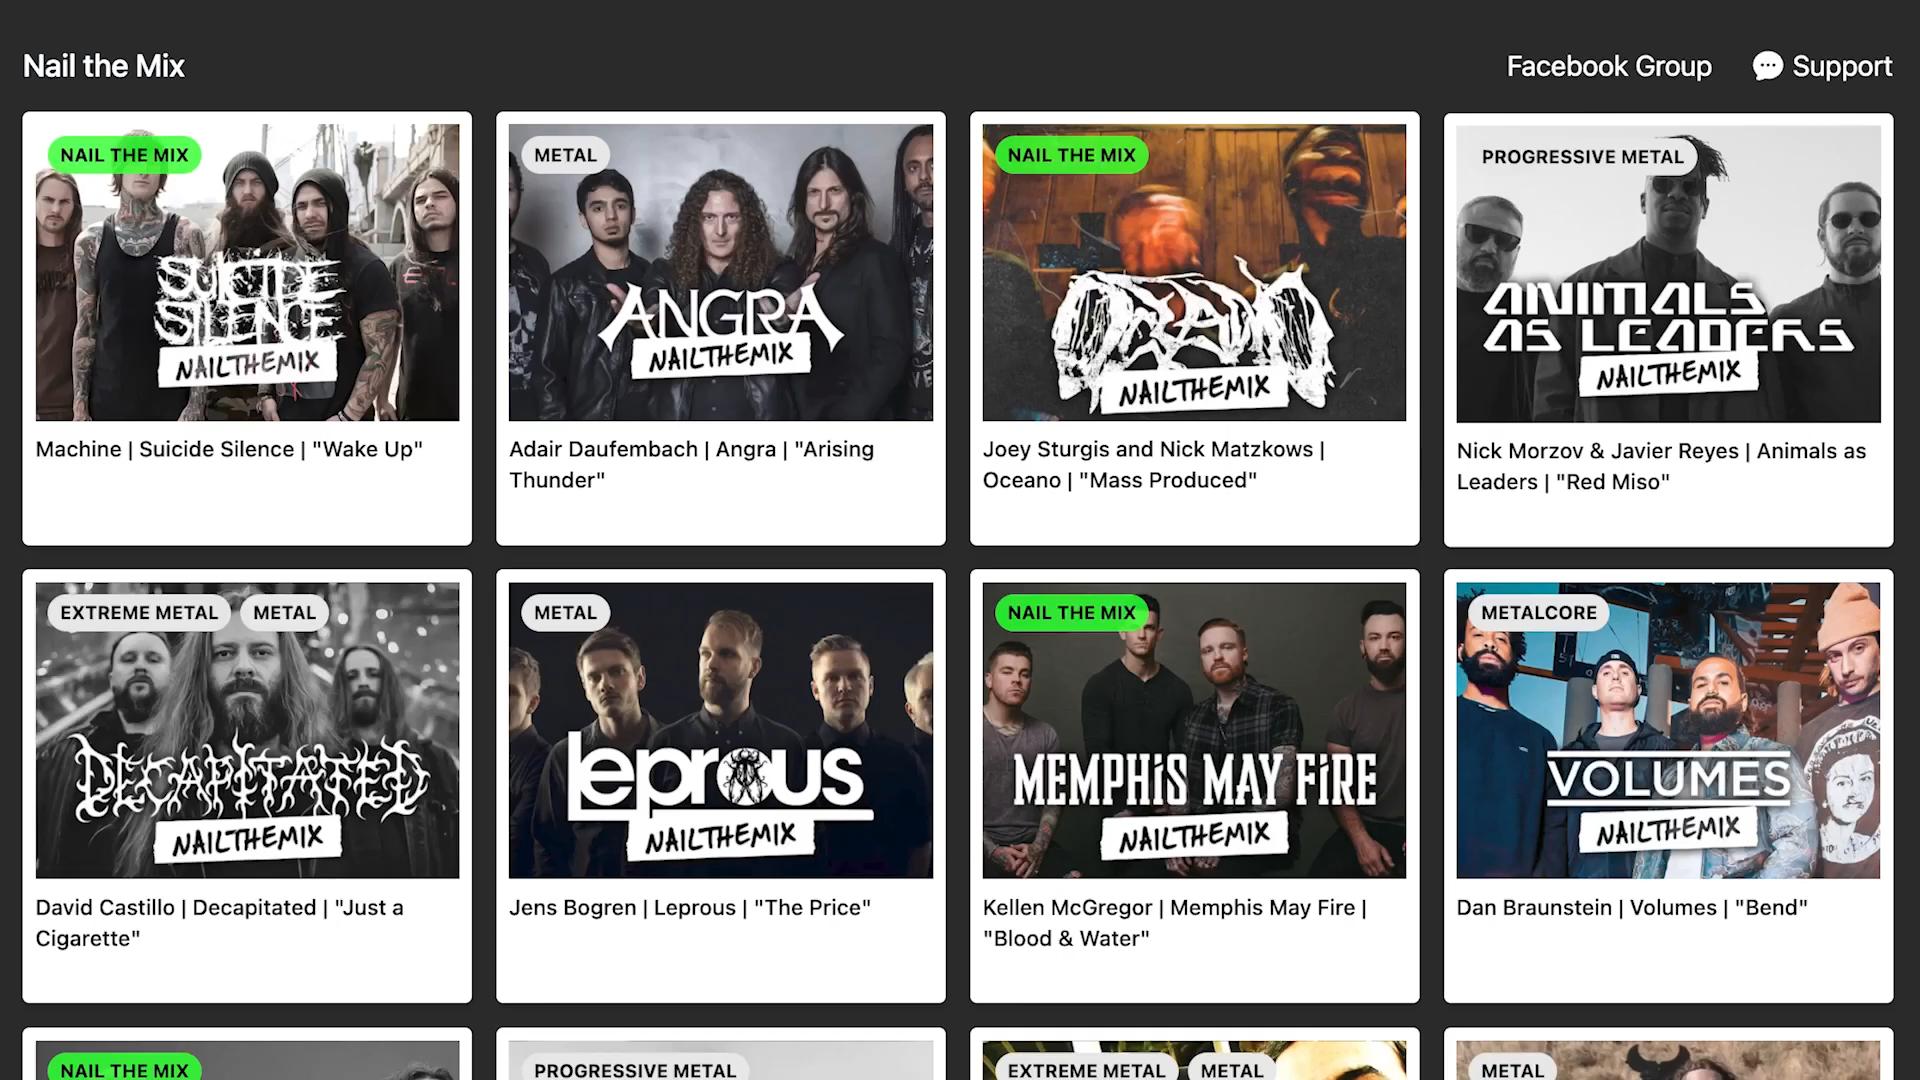 Nail the Mix
Facebook Group
Support
NAIL THE MIX
SUICIDE
SILENCE
NAILTHEMIX
Machine | Suicide Silence | "Wake Up"
METAL
ANGRA
NAILTHEMIX
Adair Daufembach | Angra | "Arising
Thunder"
NAIL THE MIX
NAILTHEMIX
Joey Sturgis and Nick Matzkows |
Oceano | "Mass Produced"
PROGRESSIVE METAL
ANIMALS
AS LEADERS
NAILTHEMIX
Nick Morzov & Javier Reyes | Animals as
Leaders | "Red Miso"
EXTREME METAL
METAL
DECAPITATED
NAILTHEMIX
David Castillo | Decapitated | "Just a
Cigarette"
METAL
leprous
NAILTHEMIX
Jens Bogren | Leprous | "The Price"
NAIL THE MIX
MEMPHiS MAY FiRE
NAILTHEMIX
Kellen McGregor | Memphis May Fire |
"Blood & Water"
METALCORE
VOLUMES
NAILTHEMIX
Dan Braunstein | Volumes | "Bend"
NAIL THE MIX
PROGRESSIVE METAL
EXTREME METAL
METAL
METAL